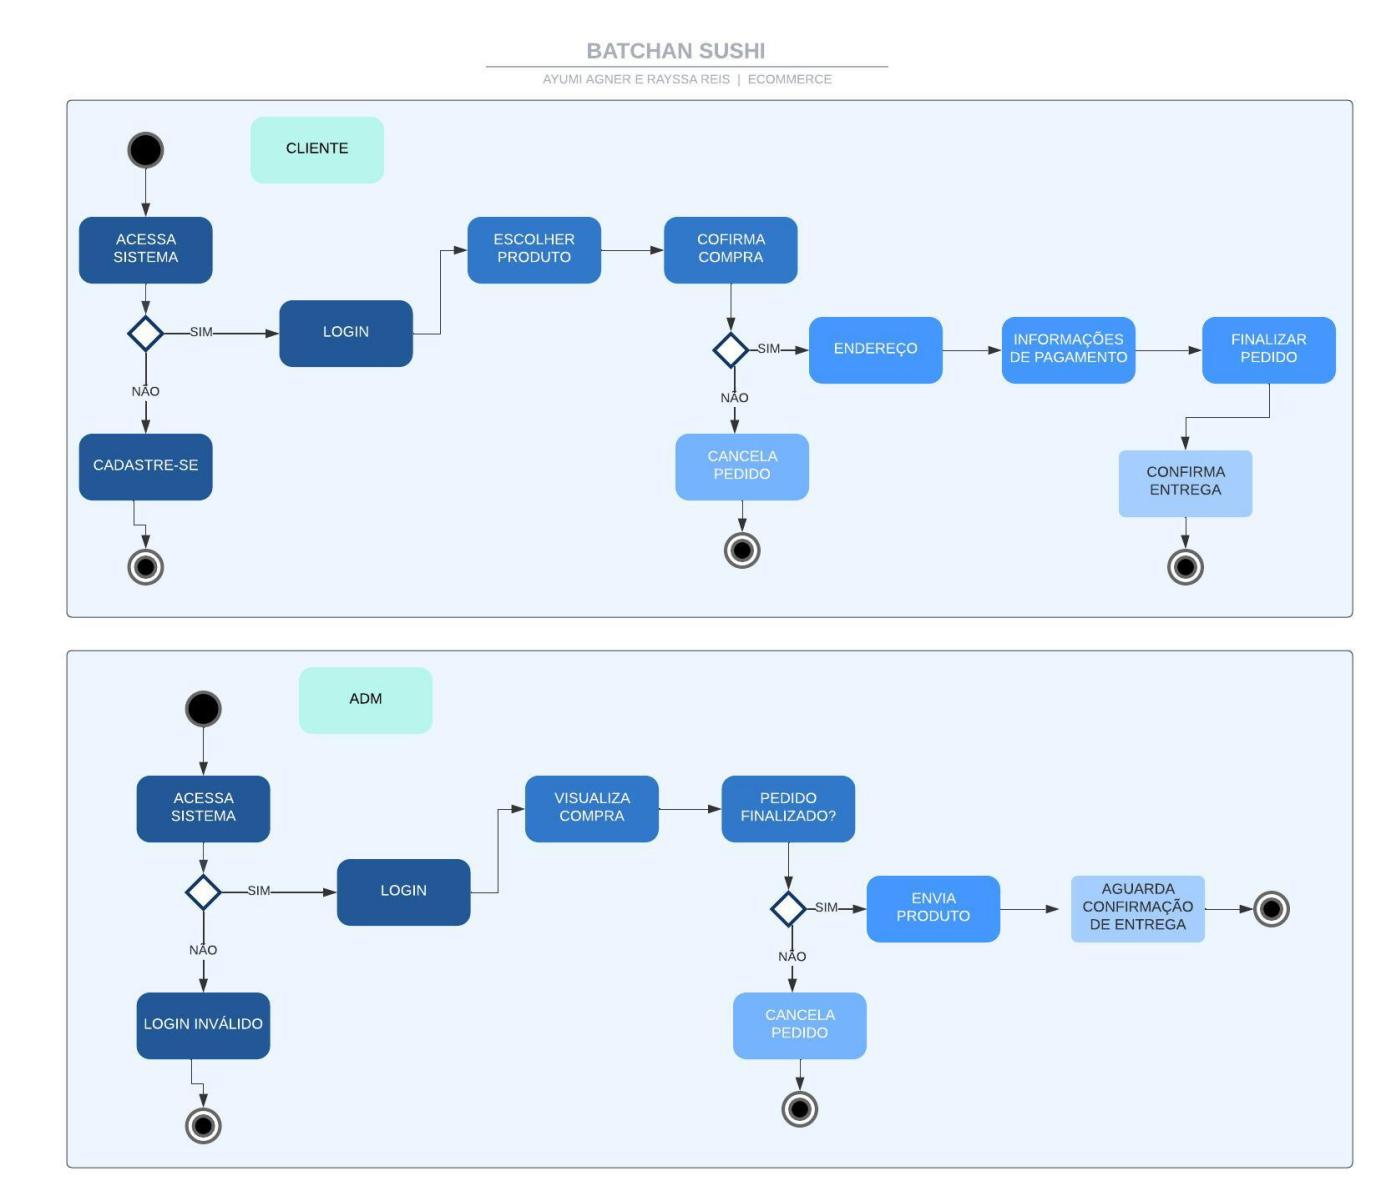 BATCHAN SUSHI
AYUMI AGNER E RAYSSA REIS | ECOMMERCE
CLIENTE
ACESSA
SISTEMA
SIM
LOGIN
NÃO
CADASTRE-SE
ESCOLHER
PRODUTO
COFIRMA
COMPRA
SIM
NÃO
CANCELA
PEDIDO
ENDEREÇO
INFORMAÇÕES
DE PAGAMENTO
FINALIZAR
PEDIDO
CONFIRMA
ENTREGA
ADM
ACESSA
SISTEMA
SIM
LOGIN
NÃO
LOGIN INVÁLIDO
VISUALIZA
COMPRA
PEDIDO
FINALIZADO?
SIM
NÃO
CANCELA
PEDIDO
ENVIA
PRODUTO
AGUARDA
CONFIRMAÇÃO
DE ENTREGA